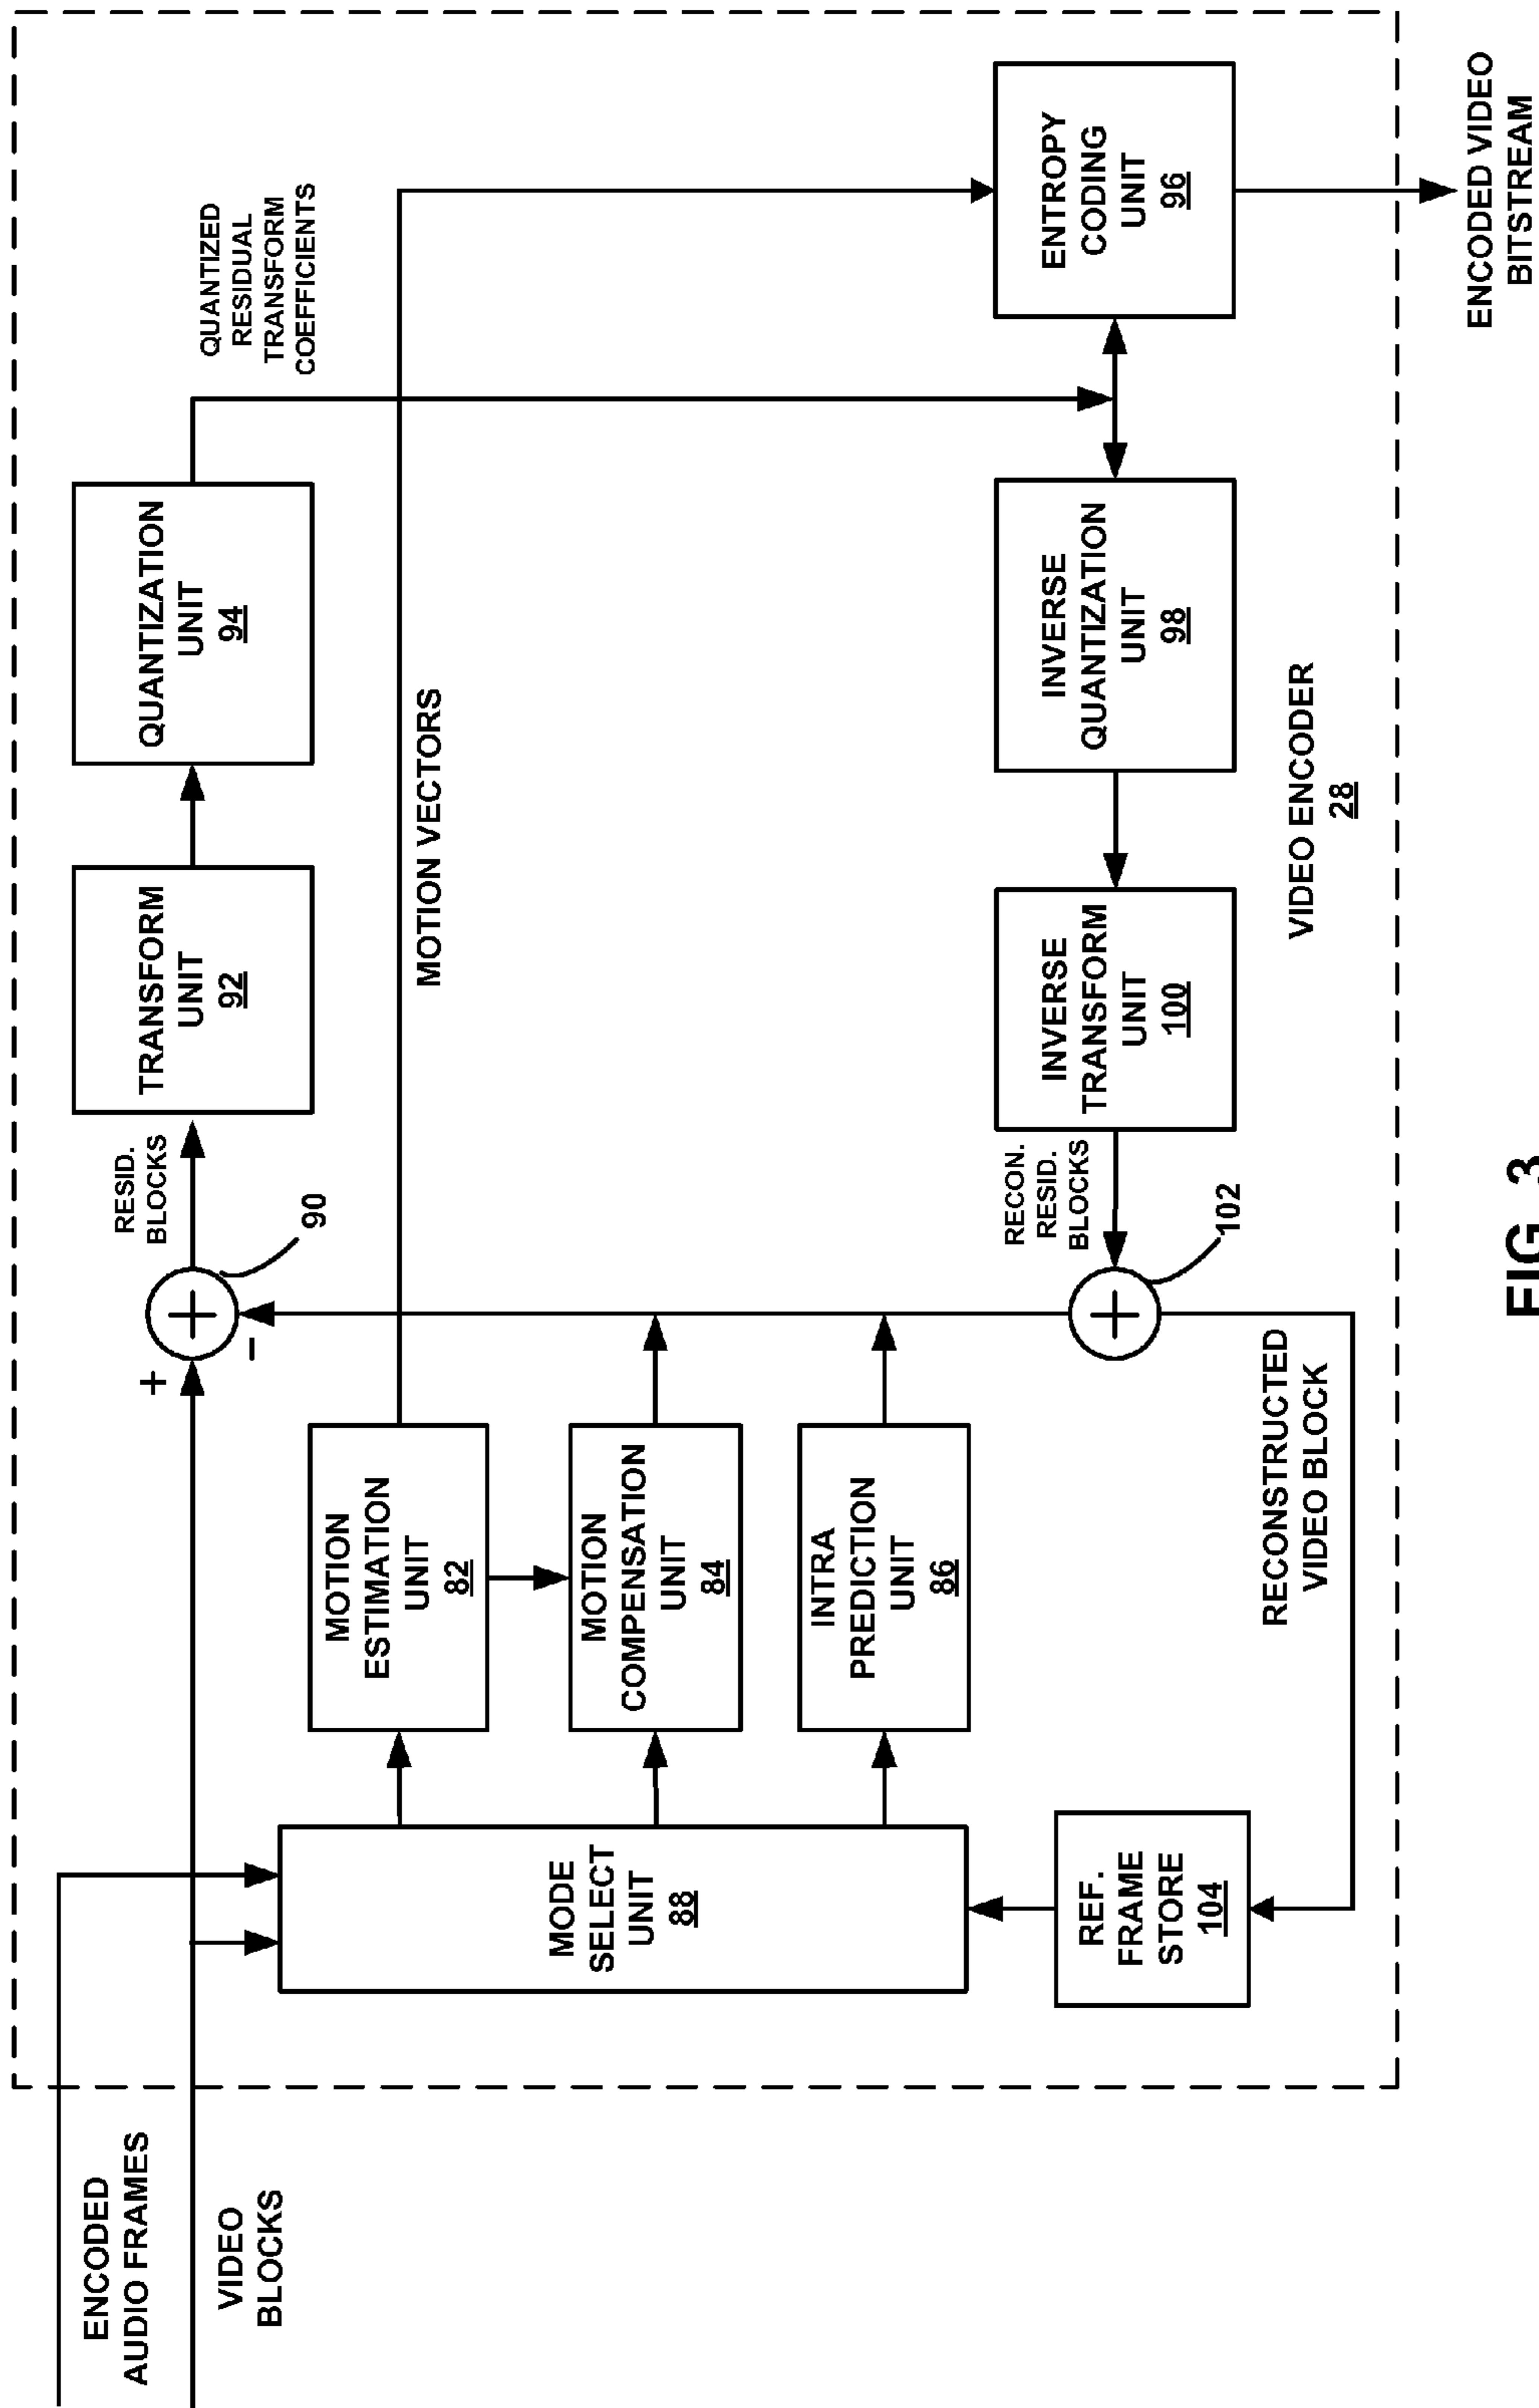 ENCODED
AUDIO FRAMES
VIDEO
BLOCKS
MODE
SELECT
UNIT
88
REF.
FRAME
STORE
104
MOTION
ESTIMATION
UNIT
82
MOTION
COMPENSATION
UNIT
84
INTRA
PREDICTION
UNIT
86
RECONSTRUCTED
VIDEO BLOCK
+
-
90
RESID.
BLOCKS
102
RECON.
RESID.
BLOCKS
TRANSFORM
UNIT
92
QUANTIZATION
UNIT
94
MOTION VECTORS
INVERSE
TRANSFORM
UNIT
100
INVERSE
QUANTIZATION
UNIT
98
VIDEO ENCODER
28
QUANTIZED
RESIDUAL
TRANSFORM
COEFFICIENTS
ENTROPY
CODING
UNIT
96
ENCODED VIDEO
BITSTREAM
FIG. 3